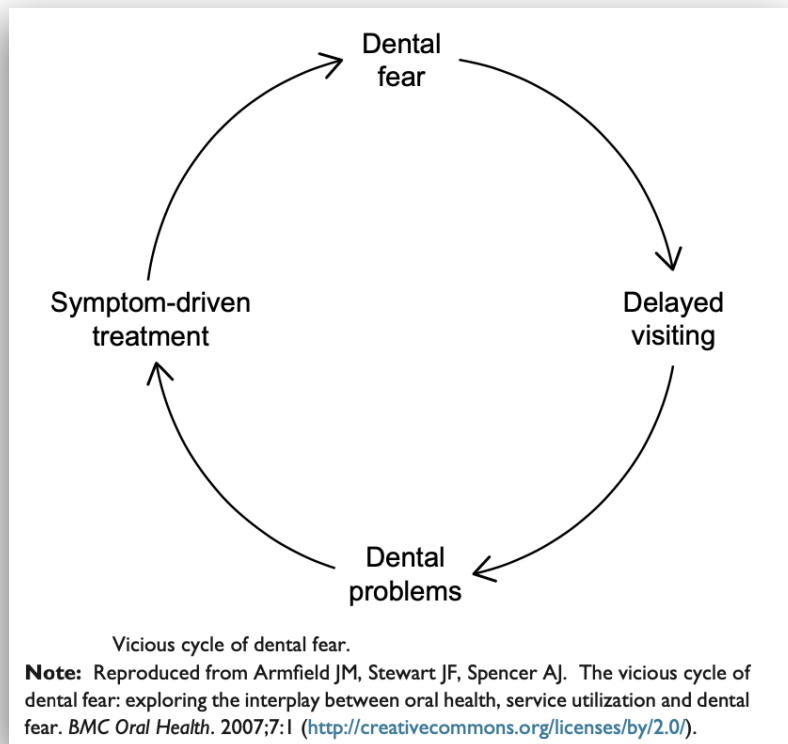 Dental
fear
Delayed
visiting
Symptom-driven
treatment
Dental
problems
Vicious cycle of dental fear.
Note: Reproduced from Armfield JM, Stewart JF, Spencer AJ. The vicious cycle of
dental fear: exploring the interplay between oral health, service utilization and dental
fear. BMC Oral Health. 2007;7:1 (http://creativecommons.org/licenses/by/2.0/).